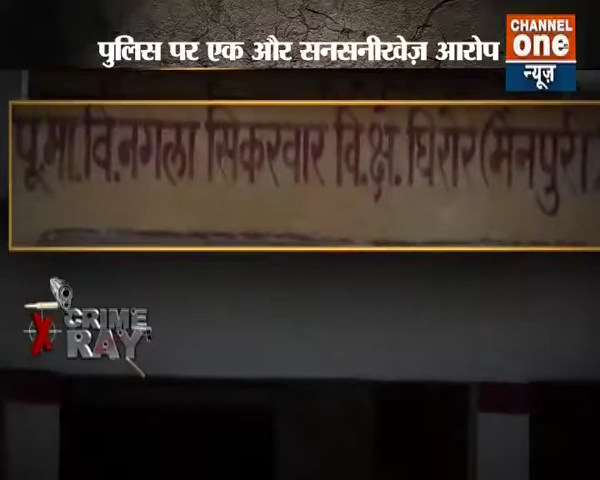 पुलिस पर एक और सनसनीखेज़ आरोप
CHANNEL
one
न्यूज़
पू.मा.वि.नगला सिकरवार वि.क्षे. घिरोर (मैनपुरी)
CRIME
X RAY